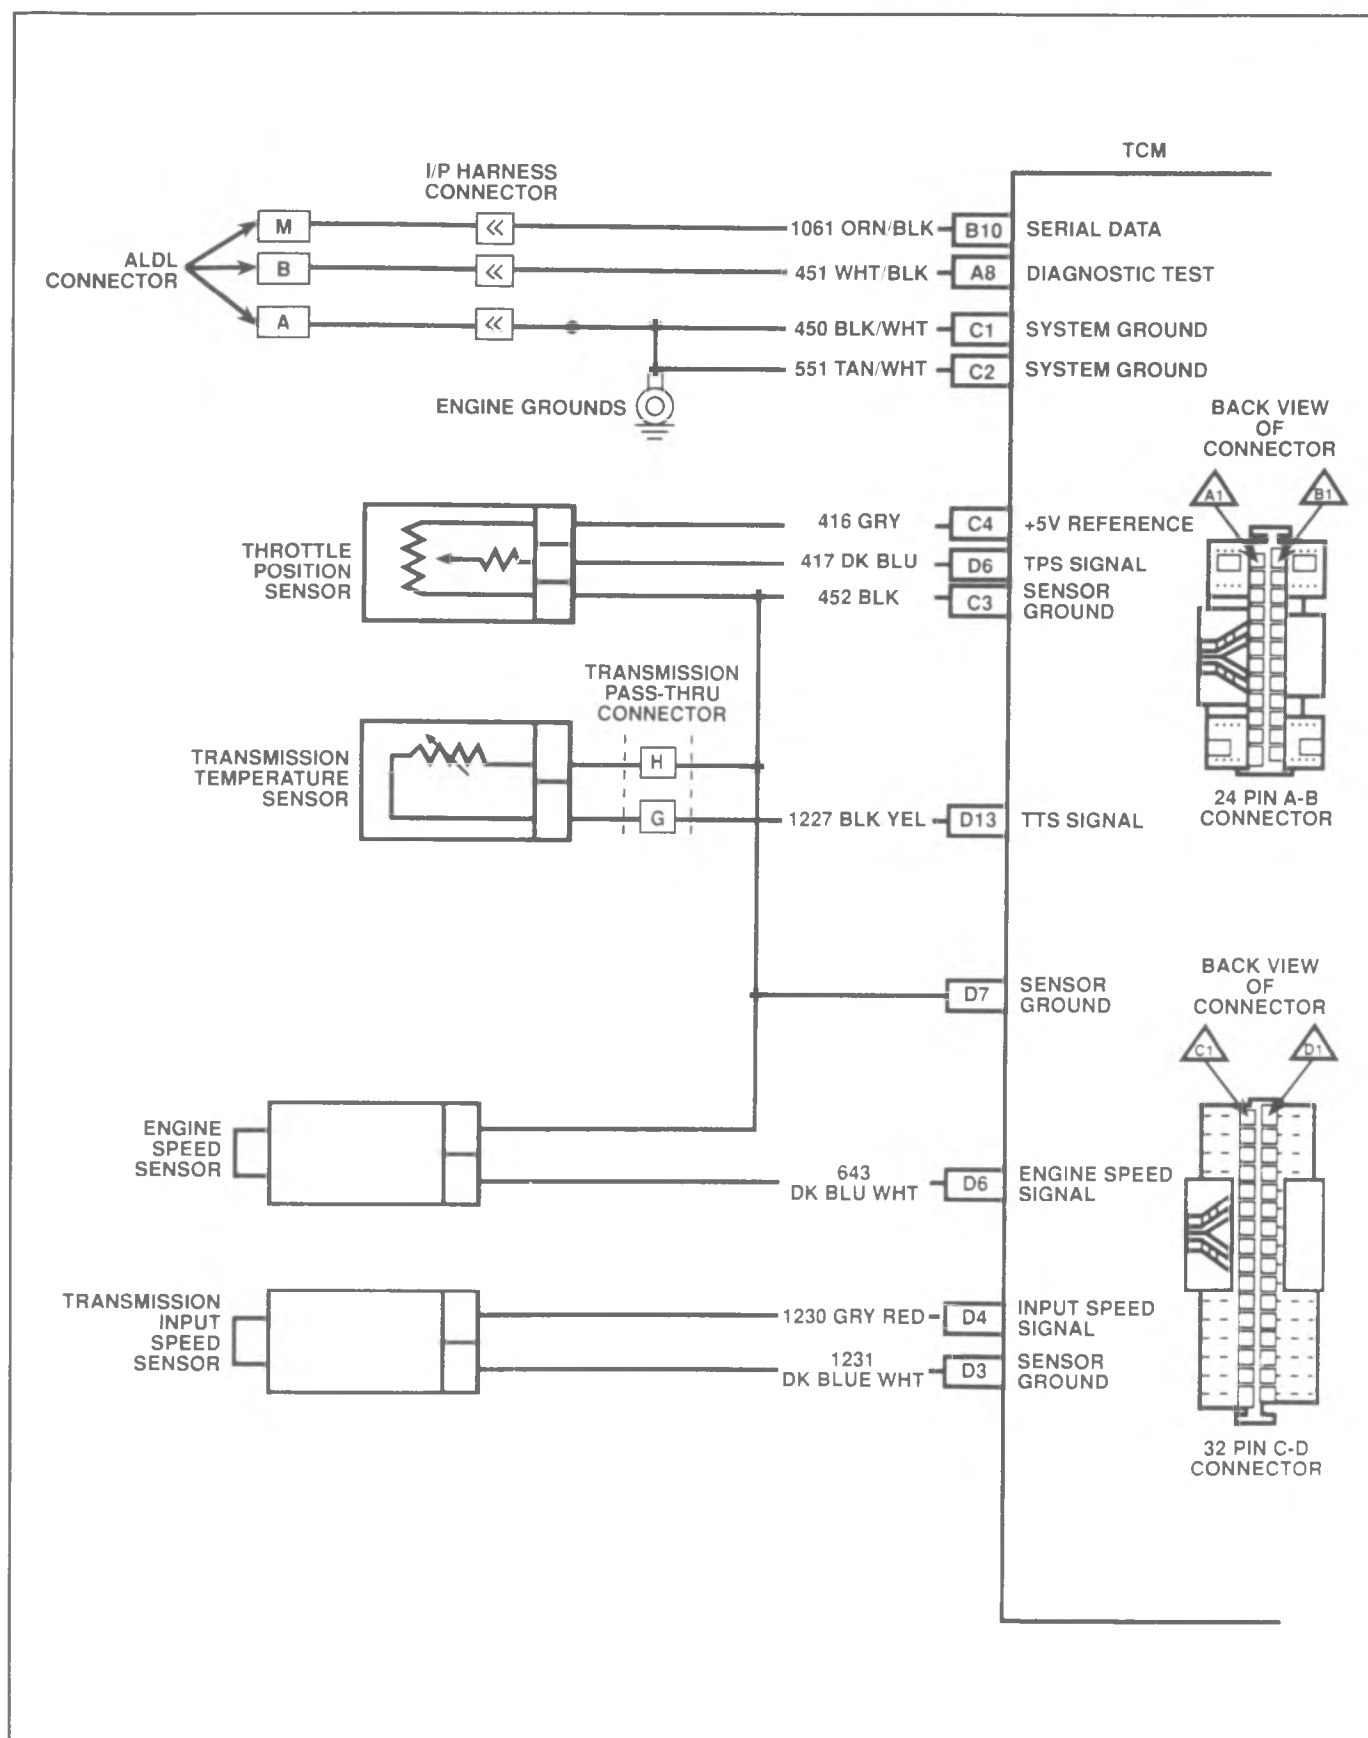 TCM
I/P HARNESS
CONNECTOR
ALDL
CONNECTOR
M
<<
1061 ORN/BLK
B10
SERIAL DATA
B
<<
451 WHT/BLK
A8
DIAGNOSTIC TEST
A
<<
450 BLK/WHT
C1
SYSTEM GROUND
551 TAN/WHT
C2
SYSTEM GROUND
ENGINE GROUNDS
BACK VIEW
OF
CONNECTOR
A1
B1
24 PIN A-B
CONNECTOR
THROTTLE
POSITION
SENSOR
416 GRY
C4
+5V REFERENCE
417 DK BLU
D6
TPS SIGNAL
452 BLK
C3
SENSOR
GROUND
TRANSMISSION
PASS-THRU
CONNECTOR
TRANSMISSION
TEMPERATURE
SENSOR
H
G
1227 BLK YEL
D13
TTS SIGNAL
D7
SENSOR
GROUND
BACK VIEW
OF
CONNECTOR
C1
D1
32 PIN C-D
CONNECTOR
ENGINE
SPEED
SENSOR
643
DK BLU WHT
D6
ENGINE SPEED
SIGNAL
TRANSMISSION
INPUT
SPEED
SENSOR
1230 GRY RED
D4
INPUT SPEED
SIGNAL
1231
DK BLUE WHT
D3
SENSOR
GROUND